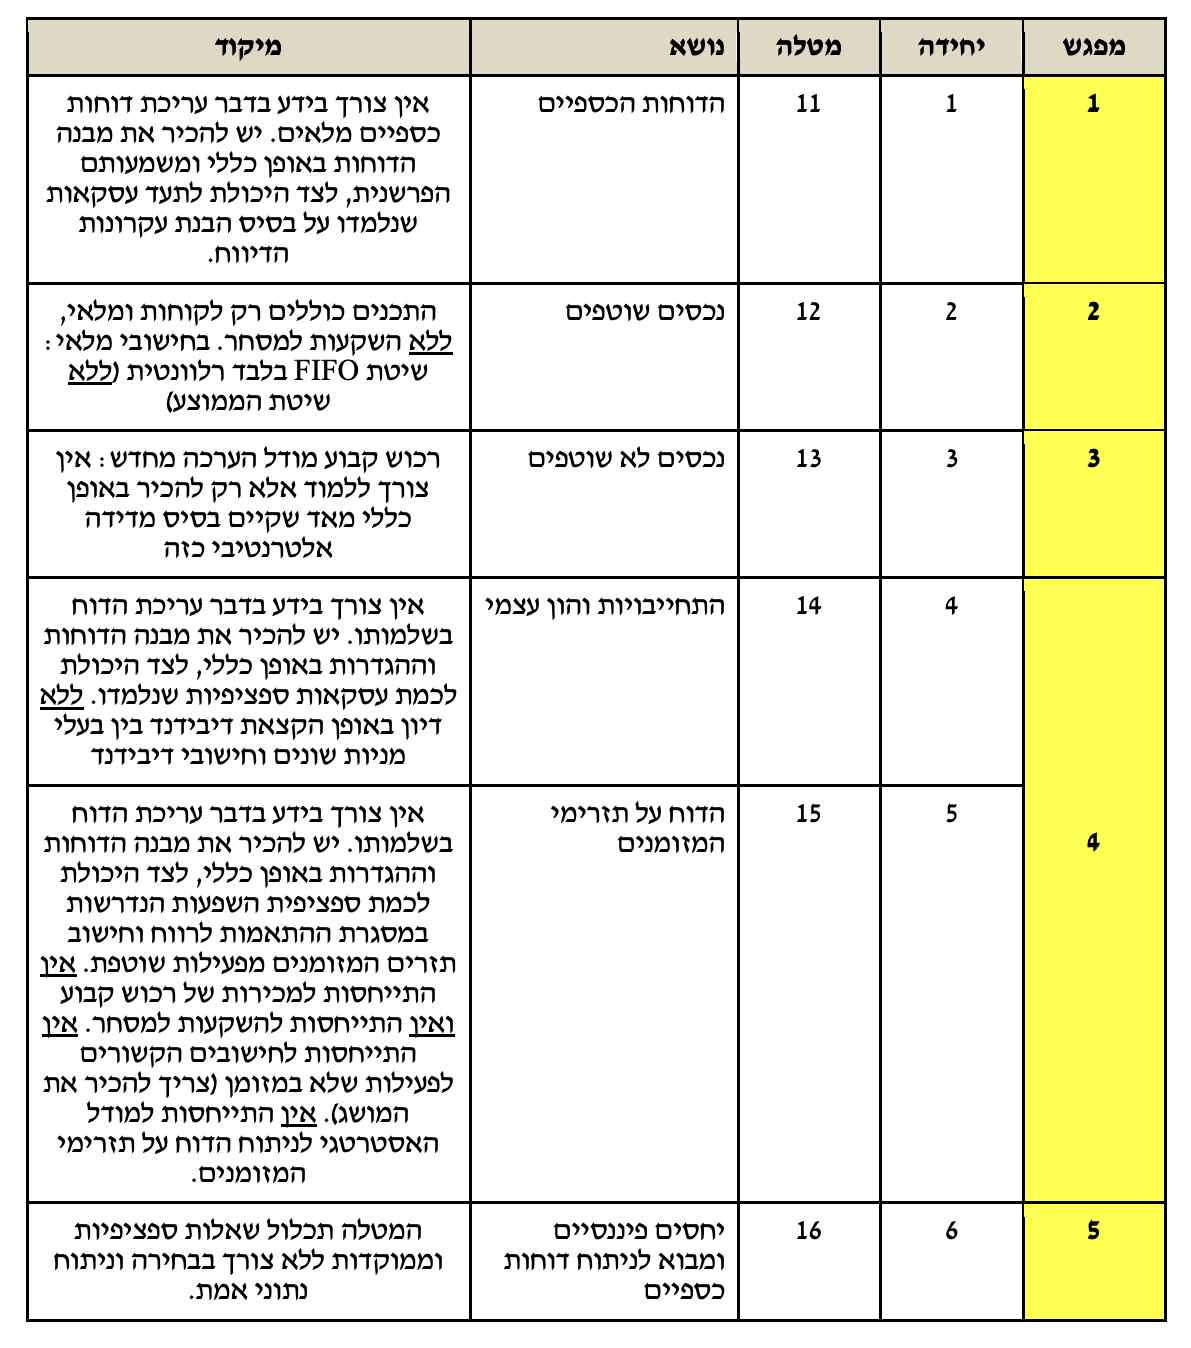 מפגש יחידה מטלה נושא מיקוד
1 1 11 הדוחות הכספיים אין צורך בידע בדבר עריכת דוחות
כספיים מלאים. יש להכיר את מבנה
הדוחות באופן כללי ומשמעותם
הפרשנית, לצד היכולת לתעד עסקאות
שנלמדו על בסיס הבנת עקרונות
הדיווח.
2 2 12 נכסים שוטפים התכנים כוללים רק לקוחות ומלאי,
ללא השקעות למסחר. בחישובי מלאי:
שיטת FIFO בלבד רלוונטית (ללא
שיטת הממוצע)
3 3 13 נכסים לא שוטפים רכוש קבוע מודל הערכה מחדש: אין
צורך ללמוד אלא רק להכיר באופן
כללי מאד שקיים בסיס מדידה
אלטרנטיבי כזה
4 14 התחייבויות והון עצמי אין צורך בידע בדבר עריכת הדוח
בשלמותו. יש להכיר את מבנה הדוחות
וההגדרות באופן כללי, לצד היכולת
לכמת עסקאות ספציפיות שנלמדו. ללא
דיון באופן הקצאת דיבידנד בין בעלי
מניות שונים וחישובי דיבידנד
5 15 הדוח על תזרימי אין צורך בידע בדבר עריכת הדוח
4 המזומנים בשלמותו. יש להכיר את מבנה הדוחות
וההגדרות באופן כללי, לצד היכולת
לכמת ספציפית השפעות הנדרשות
במסגרת ההתאמות לרווח וחישוב
תזרים המזומנים מפעילות שוטפת. אין
התייחסות למכירות של רכוש קבוע
ואין התייחסות להשקעות למסחר. אין
התייחסות לחישובים הקשורים
לפעילות שלא במזומן (צריך להכיר את
המושג). אין התייחסות למודל
האסטרטגי לניתוח הדוח על תזרימי
המזומנים.
5 6 16 יחסים פיננסיים המטלה תכלול שאלות ספציפיות
ומבוא לניתוח דוחות וממוקדות ללא צורך בבחירה וניתוח
כספיים נתוני אמת.